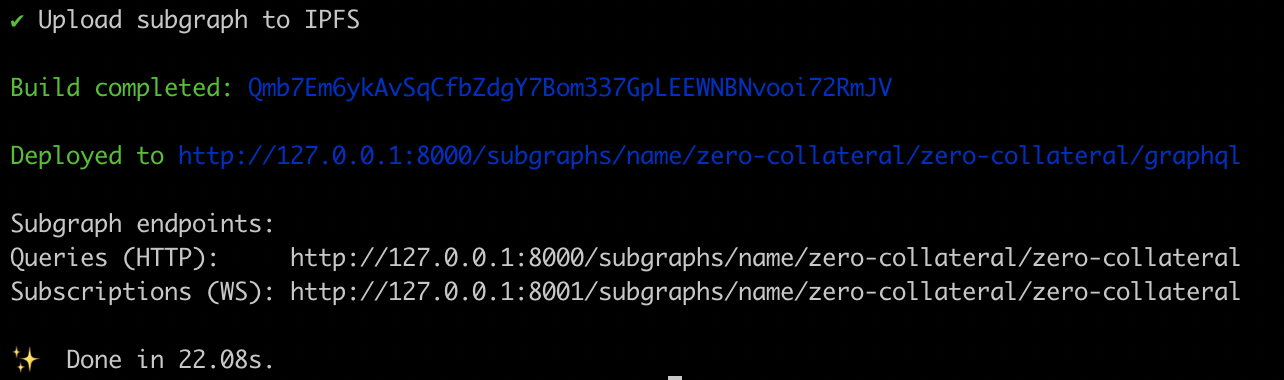 ✔ Upload subgraph to IPFS
Build completed: Qmb7Em6ykAvSqCfbZdgY7Bom337GpLEEWNBNvooi72RmJV
Deployed to http://127.0.0.1:8000/subgraphs/name/zero-collateral/zero-collateral/graphql
Subgraph endpoints:
Queries (HTTP):     http://127.0.0.1:8000/subgraphs/name/zero-collateral/zero-collateral
Subscriptions (WS): http://127.0.0.1:8001/subgraphs/name/zero-collateral/zero-collateral
✨  Done in 22.08s.